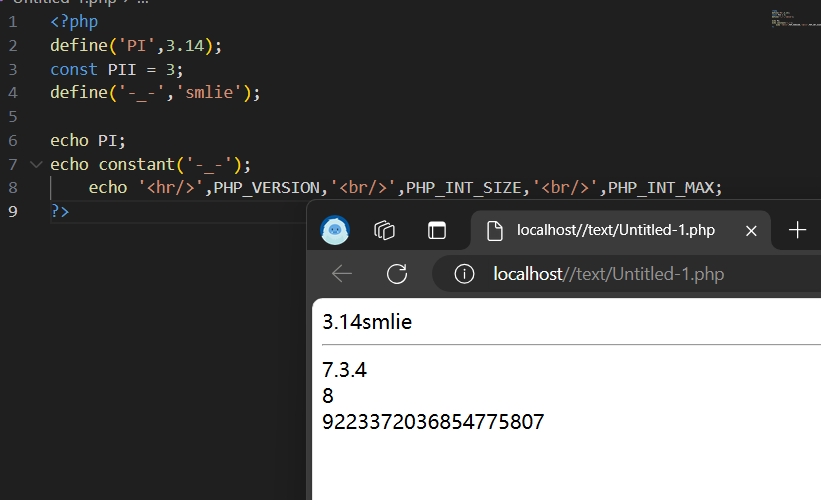 Untitled-1.php > ...
1 <?php
2 define('PI',3.14);
3 const PII = 3;
4 define('-_-','smlie');
5
6 echo PI;
7 echo constant('-_-');
8 echo '<hr/>',PHP_VERSION,'<br/>',PHP_INT_SIZE,'<br/>',PHP_INT_MAX;
9 ?>
localhost//text/Untitled-1.php
localhost//text/Untitled-1.php
3.14smlie
7.3.4
8
9223372036854775807